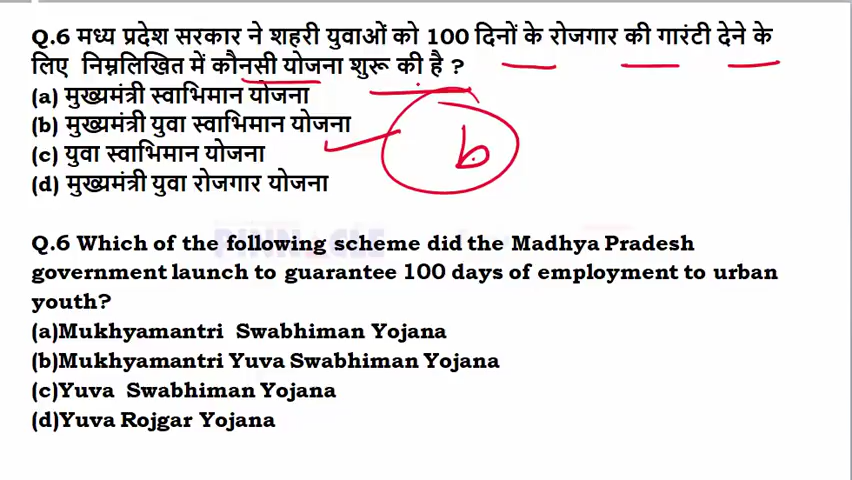 Q.6 मध्य प्रदेश सरकार ने शहरी युवाओं को 100 दिनों के रोजगार की गारंटी देने के
लिए निम्नलिखित में कौनसी योजना शुरू की है ?
(a) मुख्यमंत्री स्वाभिमान योजना
(b) मुख्यमंत्री युवा स्वाभिमान योजना
(c) युवा स्वाभिमान योजना
(d) मुख्यमंत्री युवा रोजगार योजना
b
PINNACLE
Q.6 Which of the following scheme did the Madhya Pradesh
government launch to guarantee 100 days of employment to urban
youth?
(a)Mukhyamantri Swabhiman Yojana
(b)Mukhyamantri Yuva Swabhiman Yojana
(c)Yuva Swabhiman Yojana
(d)Yuva Rojgar Yojana